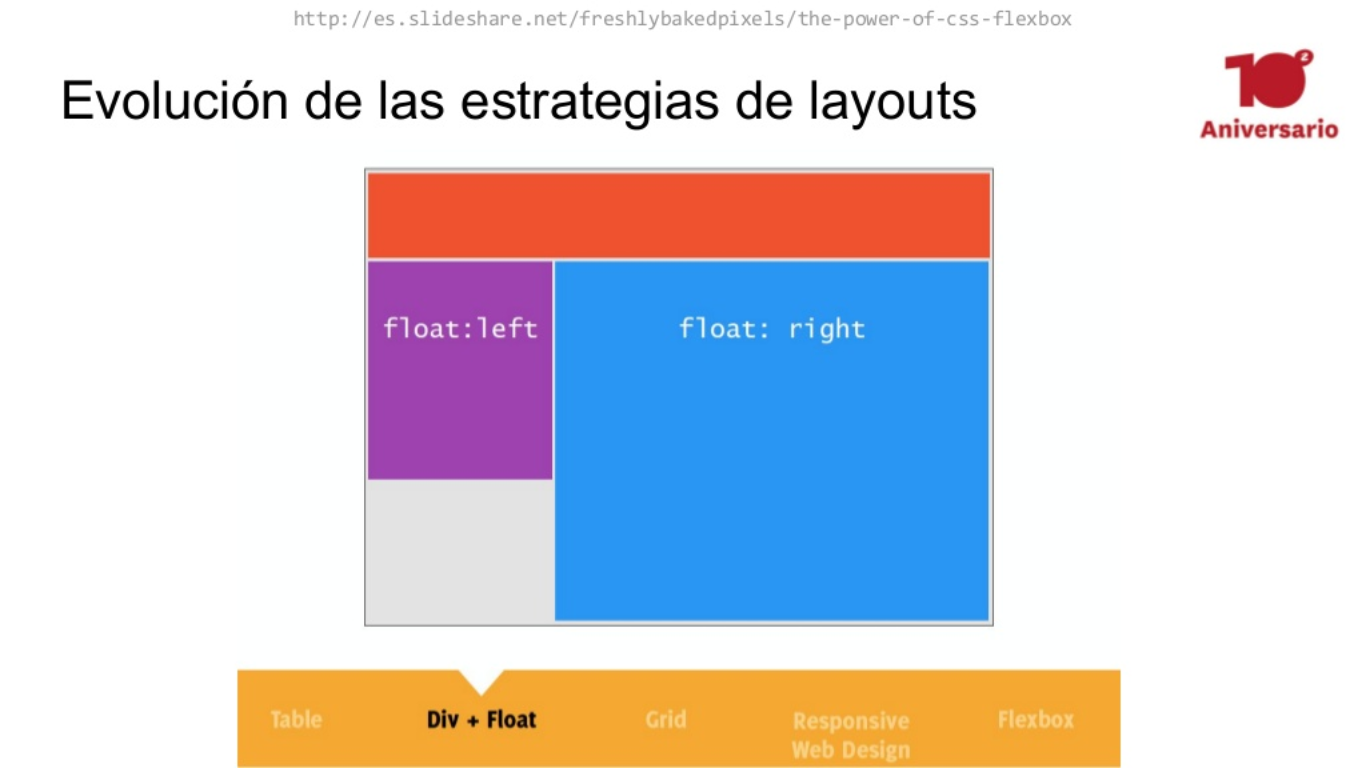 http://es.slideshare.net/freshlybakedpixels/the-power-of-css-flexbox
Evolución de las estrategias de layouts
10²
Aniversario
float:left
float: right
Table
Div + Float
Grid
Responsive
Web Design
Flexbox